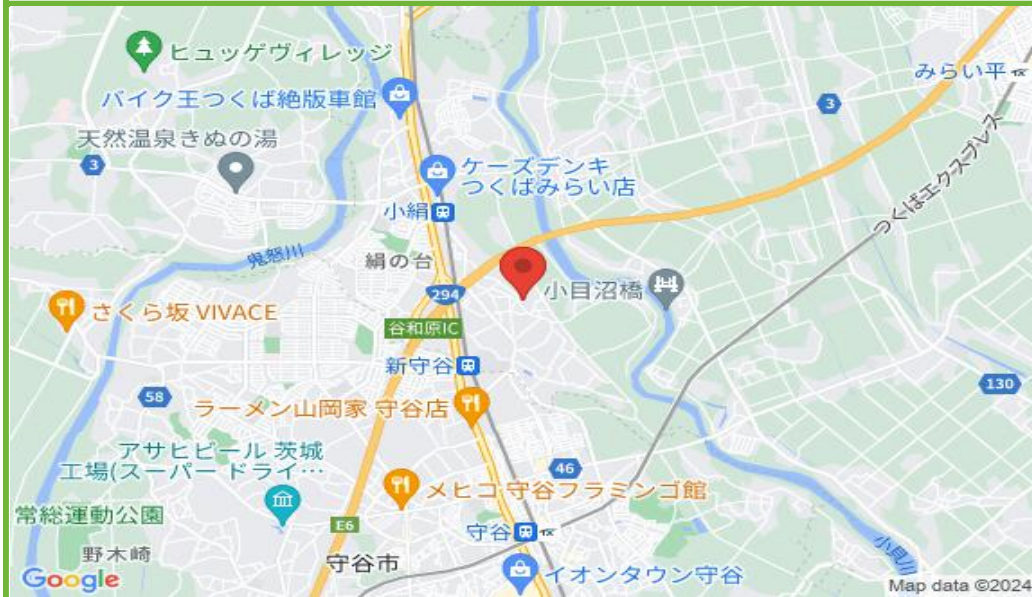 ヒュッゲヴィレッジ
みらい平
バイク王つくば絶版車館
3
天然温泉きぬの湯
3
ケーズデンキ
つくばみらい店
つくばエクスプレス
小絹
鬼怒川
絹の台
小目沼橋
294
さくら坂 VIVACE
谷和原IC
新守谷
130
58
ラーメン山岡家 守谷店
アサヒビール 茨城
工場(スーパードライ…
46
メヒコ 守谷フラミンゴ館
常総運動公園
E6
守谷
野木崎
守谷市
小貝川
Google
イオンタウン守谷
Map data ©2024